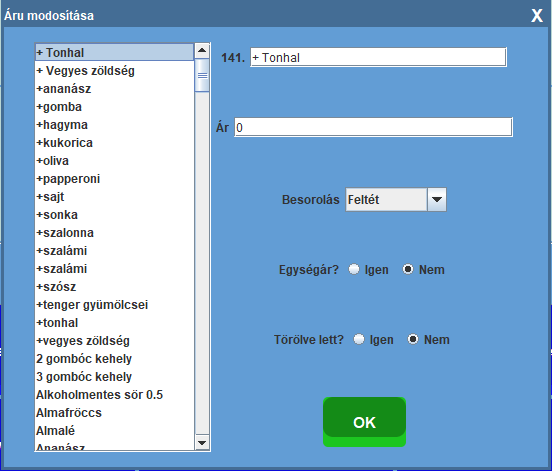 Áru modosítása X
+ Tonhal
+ Vegyes zöldség
+ananász
+gomba
+hagyma
+kukorica
+oliva
+papperoni
+sajt
+sonka
+szalonna
+szalámi
+szalámi
+szósz
+tenger gyümölcsei
+tonhal
+vegyes zöldség
2 gombóc kehely
3 gombóc kehely
Alkoholmentes sör 0.5
Almafröccs
Almalé
Ananász
141. + Tonhal
Ár 0
Besorolás Feltét
Egységár? Igen Nem
Törölve lett? Igen Nem
OK